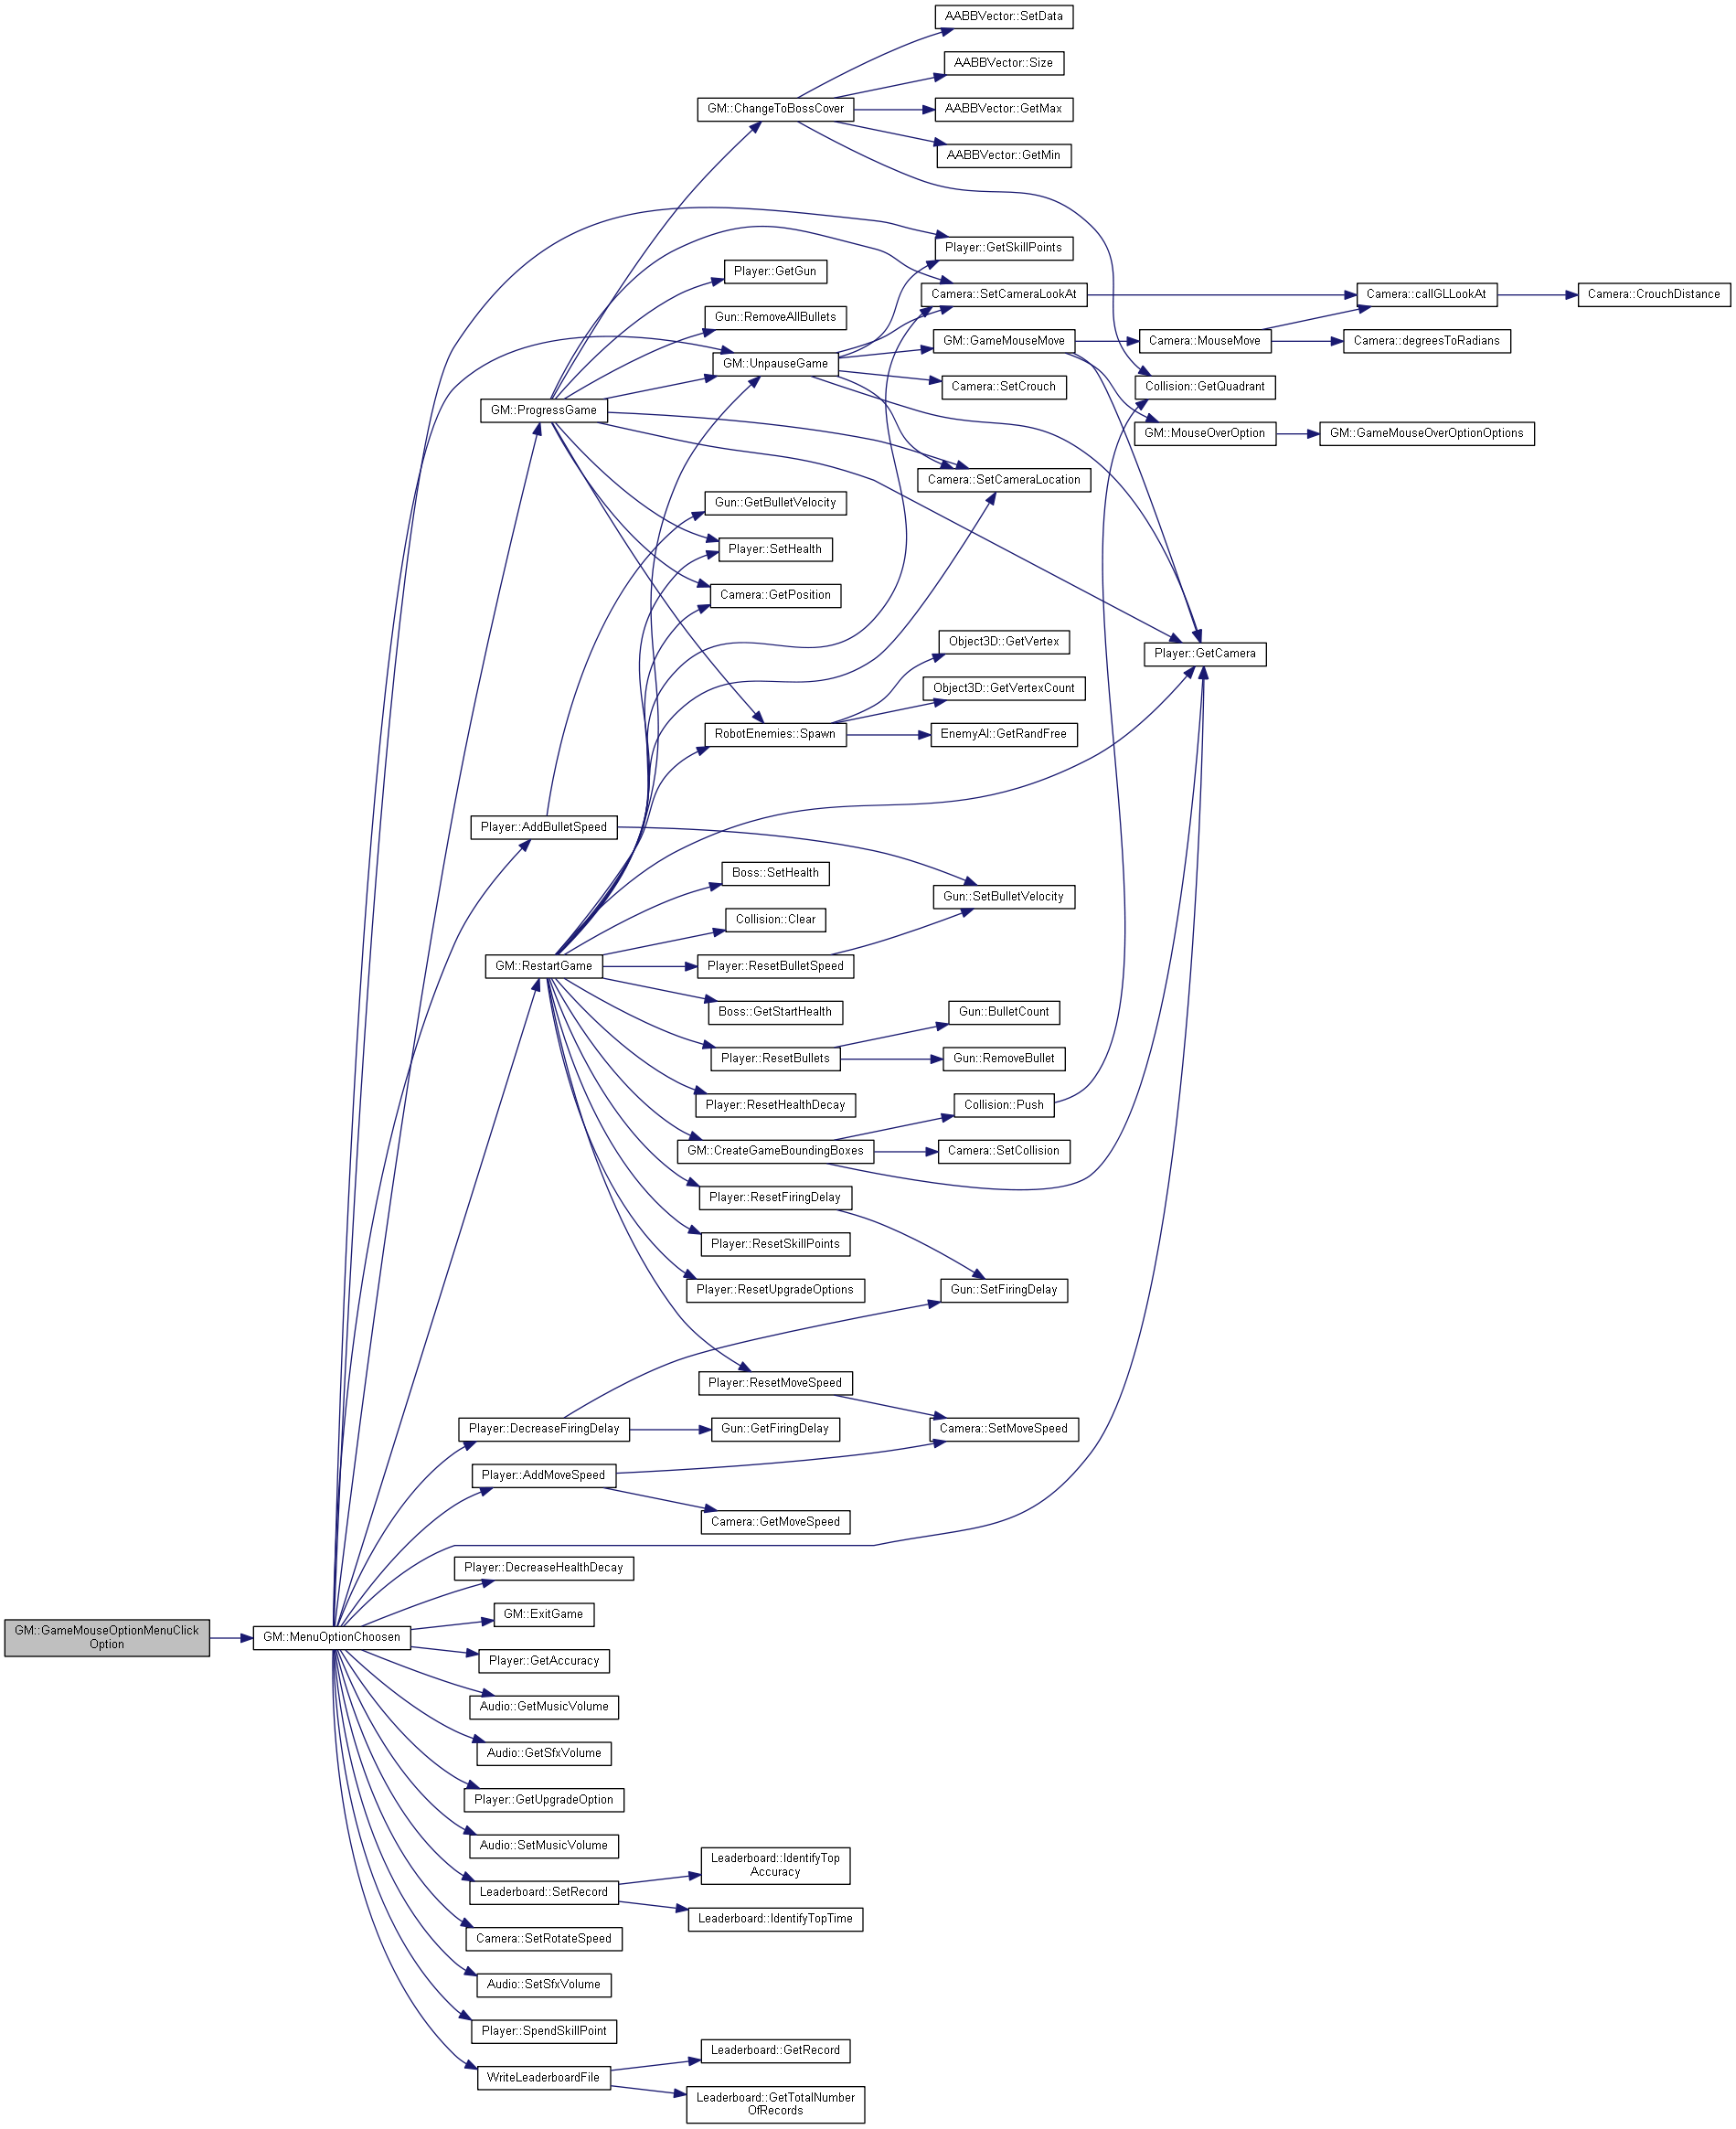 AABBVector::SetData
AABBVector::Size
GM::ChangeToBossCover
AABBVector::GetMax
AABBVector::GetMin
Player::GetSkillPoints
Player::GetGun
Camera::SetCameraLookAt
Camera::callGLLookAt
Camera::CrouchDistance
Gun::RemoveAllBullets
GM::GameMouseMove
Camera::MouseMove
Camera::degreesToRadians
GM::UnpauseGame
Camera::SetCrouch
Collision::GetQuadrant
GM::ProgressGame
GM::MouseOverOption
GM::GameMouseOverOptionOptions
Camera::SetCameraLocation
Gun::GetBulletVelocity
Player::SetHealth
Camera::GetPosition
Object3D::GetVertex
Player::GetCamera
Object3D::GetVertexCount
RobotEnemies::Spawn
EnemyAI::GetRandFree
Player::AddBulletSpeed
Boss::SetHealth
Gun::SetBulletVelocity
Collision::Clear
GM::RestartGame
Player::ResetBulletSpeed
Boss::GetStartHealth
Gun::BulletCount
Player::ResetBullets
Gun::RemoveBullet
Player::ResetHealthDecay
Collision::Push
GM::CreateGameBoundingBoxes
Camera::SetCollision
Player::ResetFiringDelay
Player::ResetSkillPoints
Player::ResetUpgradeOptions
Gun::SetFiringDelay
Player::ResetMoveSpeed
Player::DecreaseFiringDelay
Gun::GetFiringDelay
Camera::SetMoveSpeed
Player::AddMoveSpeed
Camera::GetMoveSpeed
Player::DecreaseHealthDecay
GM::ExitGame
GM::GameMouseOptionMenuClick
Option
GM::MenuOptionChoosen
Player::GetAccuracy
Audio::GetMusicVolume
Audio::GetSfxVolume
Player::GetUpgradeOption
Audio::SetMusicVolume
Leaderboard::IdentifyTop
Accuracy
Leaderboard::SetRecord
Leaderboard::IdentifyTopTime
Camera::SetRotateSpeed
Audio::SetSfxVolume
Player::SpendSkillPoint
Leaderboard::GetRecord
WriteLeaderboardFile
Leaderboard::GetTotalNumber
OfRecords